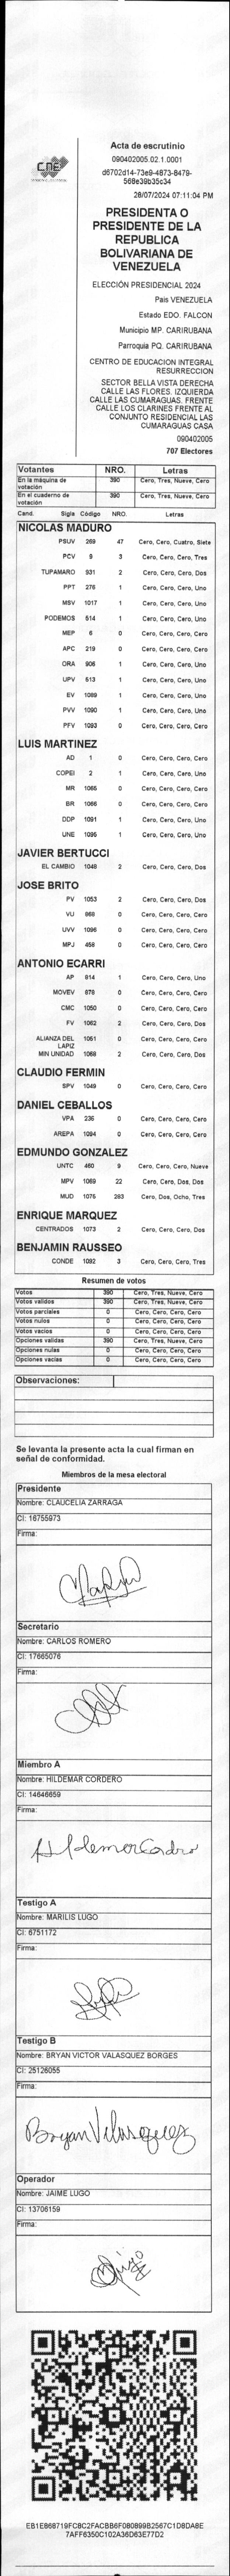 CNE
Acta de escrutinio
090402005.02.1.0001
d6702d14-73e9-4873-8479-
568e39b35c34
28/07/2024 07:11:04 PM
PRESIDENTA O
PRESIDENTE DE LA
REPUBLICA
BOLIVARIANA DE
VENEZUELA
ELECCIÓN PRESIDENCIAL 2024
Pais VENEZUELA
Estado EDO. FALCON
Municipio MP. CARIRUBANA
Parroquia PQ. CARIRUBANA
CENTRO DE EDUCACION INTEGRAL
RESURRECCION
SECTOR BELLA VISTA DERECHA
CALLE LAS FLORES. IZQUIERDA
CALLE LAS CUMARAGUAS. FRENTE
CALLE LOS CLARINES FRENTE AL
CONJUNTO RESIDENCIAL LAS
CUMARAGUAS CASA
090402005
707 Electores
Votantes NRO. Letras
En la máquina de votación 390 Cero, Tres, Nueve, Cero
En el cuaderno de votación 390 Cero, Tres, Nueve, Cero
Cand. Sigla Código NRO. Letras
NICOLAS MADURO
PSUV 269 47 Cero, Cero, Cuatro, Siete
PCV 9 3 Cero, Cero, Cero, Tres
TUPAMARO 931 2 Cero, Cero, Cero, Dos
PPT 276 1 Cero, Cero, Cero, Uno
MSV 1017 1 Cero, Cero, Cero, Uno
PODEMOS 514 1 Cero, Cero, Cero, Uno
MEP 6 0 Cero, Cero, Cero, Cero
APC 219 0 Cero, Cero, Cero, Cero
ORA 906 1 Cero, Cero, Cero, Uno
UPV 513 1 Cero, Cero, Cero, Uno
EV 1089 1 Cero, Cero, Cero, Uno
PVV 1090 1 Cero, Cero, Cero, Uno
PFV 1093 0 Cero, Cero, Cero, Cero
LUIS MARTINEZ
AD 1 0 Cero, Cero, Cero, Cero
COPEI 2 1 Cero, Cero, Cero, Uno
MR 1065 0 Cero, Cero, Cero, Cero
BR 1066 0 Cero, Cero, Cero, Cero
DDP 1091 1 Cero, Cero, Cero, Uno
UNE 1095 1 Cero, Cero, Cero, Uno
JAVIER BERTUCCI
EL CAMBIO 1048 2 Cero, Cero, Cero, Dos
JOSE BRITO
PV 1053 2 Cero, Cero, Cero, Dos
VU 868 0 Cero, Cero, Cero, Cero
UVV 1096 0 Cero, Cero, Cero, Cero
MPJ 458 0 Cero, Cero, Cero, Cero
ANTONIO ECARRI
AP 914 1 Cero, Cero, Cero, Uno
MOVEV 979 0 Cero, Cero, Cero, Cero
CMC 1050 0 Cero, Cero, Cero, Cero
FV 1062 2 Cero, Cero, Cero, Dos
ALIANZA DEL LAPIZ 1051 0 Cero, Cero, Cero, Cero
MIN UNIDAD 1068 2 Cero, Cero, Cero, Dos
CLAUDIO FERMIN
SPV 1049 0 Cero, Cero, Cero, Cero
DANIEL CEBALLOS
VPA 236 0 Cero, Cero, Cero, Cero
AREPA 1094 0 Cero, Cero, Cero, Cero
EDMUNDO GONZALEZ
UNTC 460 9 Cero, Cero, Cero, Nueve
MPV 1069 22 Cero, Cero, Dos, Dos
MUD 1075 283 Cero, Dos, Ocho, Tres
ENRIQUE MARQUEZ
CENTRADOS 1073 2 Cero, Cero, Cero, Dos
BENJAMIN RAUSSEO
CONDE 1092 3 Cero, Cero, Cero, Tres
Resumen de votos
Votos 390 Cero, Tres, Nueve, Cero
Votos validos 390 Cero, Tres, Nueve, Cero
Votos parciales 0 Cero, Cero, Cero, Cero
Votos nulos 0 Cero, Cero, Cero, Cero
Votos vacios 0 Cero, Cero, Cero, Cero
Opciones validas 390 Cero, Tres, Nueve, Cero
Opciones nulas 0 Cero, Cero, Cero, Cero
Opciones vacias 0 Cero, Cero, Cero, Cero
Observaciones:
Se levanta la presente acta la cual firman en
señal de conformidad.
Miembros de la mesa electoral
Presidente
Nombre: CLAUCELIA ZARRAGA
CI: 16755973
Firma:
Secretario
Nombre: CARLOS ROMERO
CI: 17665076
Firma:
Miembro A
Nombre: HILDEMAR CORDERO
CI: 14646659
Firma:
Testigo A
Nombre: MARILIS LUGO
CI: 6751172
Firma:
Testigo B
Nombre: BRYAN VICTOR VALASQUEZ BORGES
CI: 25126055
Firma:
Bryan Velasquez
Operador
Nombre: JAIME LUGO
CI: 13706159
Firma:
EB1E868719FC8C2FACBB6F080899B2567C1D8DA8E
7AFF6350C102A36D63E77D2